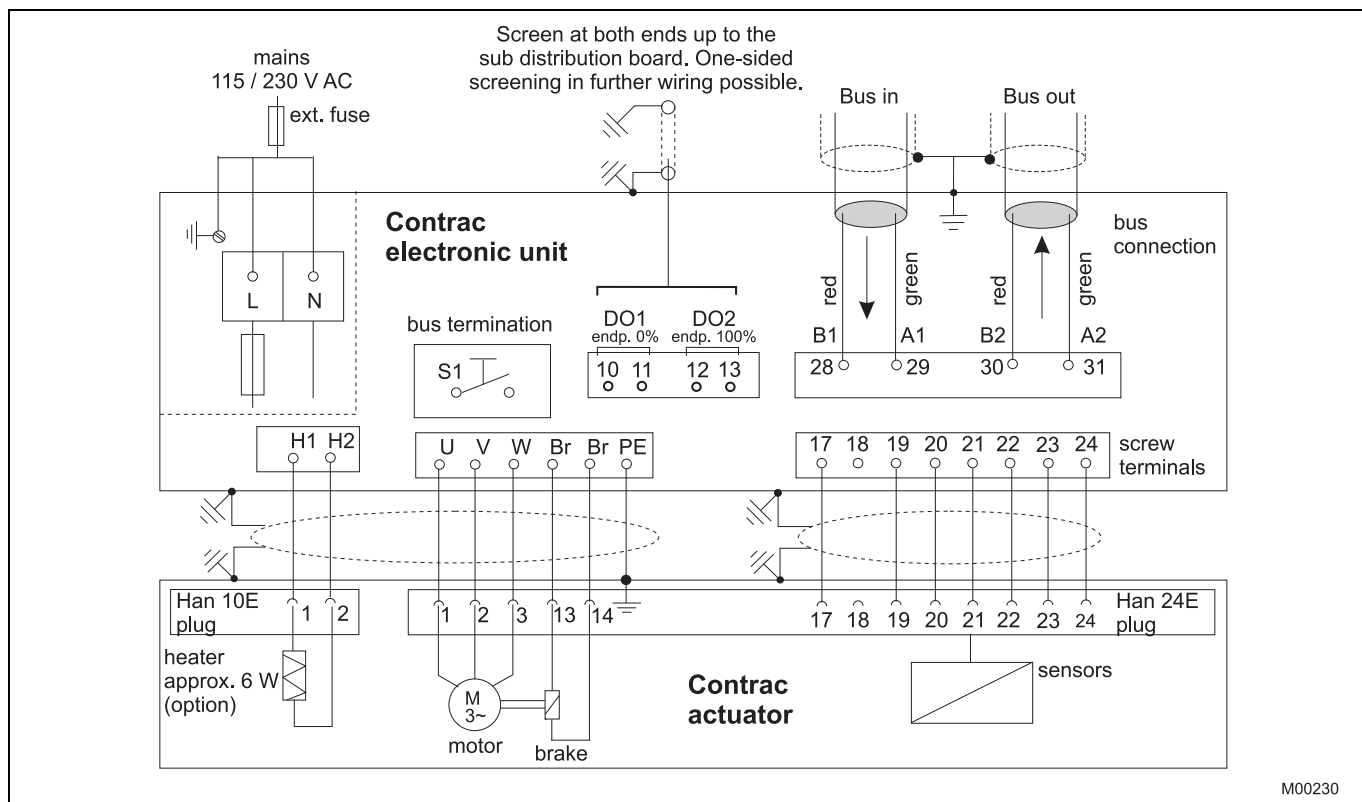 Screen at both ends up to the
sub distribution board. One-sided
screening in further wiring possible.
mains
115 / 230 V AC
ext. fuse
Bus in
Bus out
Contrac
electronic unit
bus
connection
L N
red
green
red
green
bus termination
S1
DO1 DO2
endp. 0% endp. 100%
10 11 12 13
B1 A1 B2 A2
28 29 30 31
H1 H2
U V W Br Br PE
17 18 19 20 21 22 23 24
screw
terminals
Han 10E
plug
1 2
1 2 3 13 14
17 18 19 20 21 22 23 24
Han 24E
plug
heater
approx. 6 W
(option)
M
3~
motor
brake
Contrac
actuator
sensors
M00230